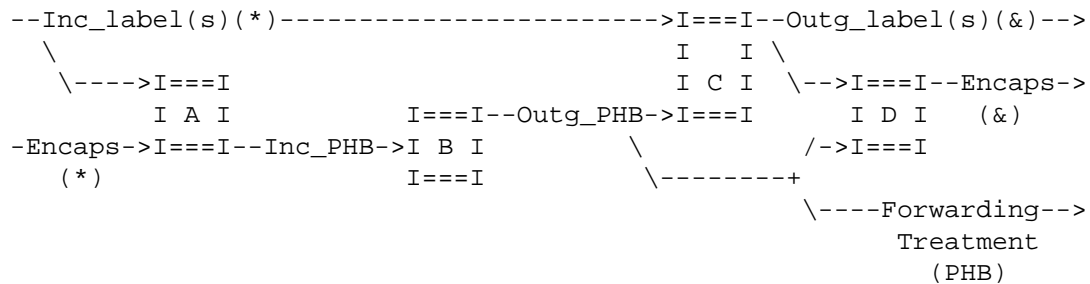 --Inc_label(s)(*)------------------------>I===I--Outg_label(s)(&)-->
  \                                       I   I \
   \---->I===I                            I C I  \-->I===I--Encaps->
         I A I           I===I--Outg_PHB->I===I      I D I   (&)
-Encaps->I===I--Inc_PHB->I B I          \          /->I===I
   (*)                   I===I           \--------+
                                                   \----Forwarding-->
                                                        Treatment
                                                          (PHB)